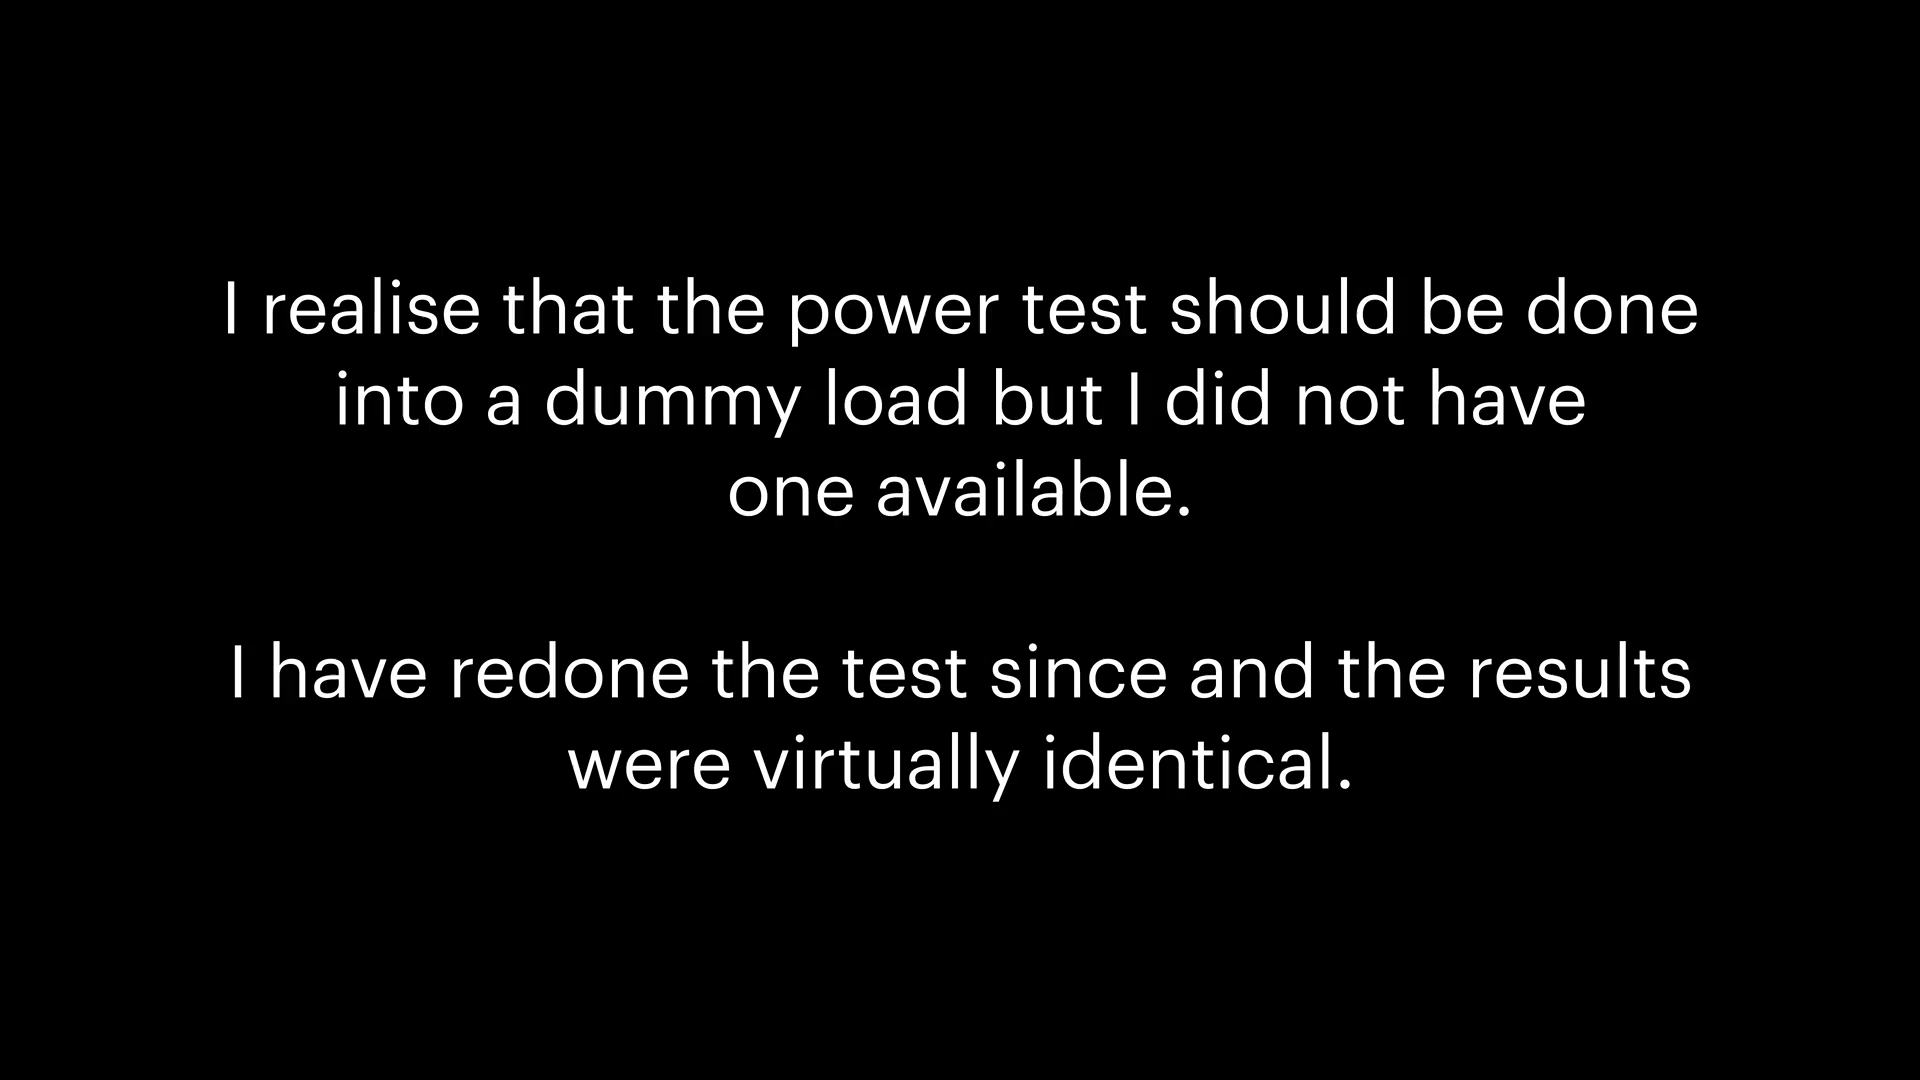 I realise that the power test should be done
into a dummy load but I did not have
one available.
I have redone the test since and the results
were virtually identical.